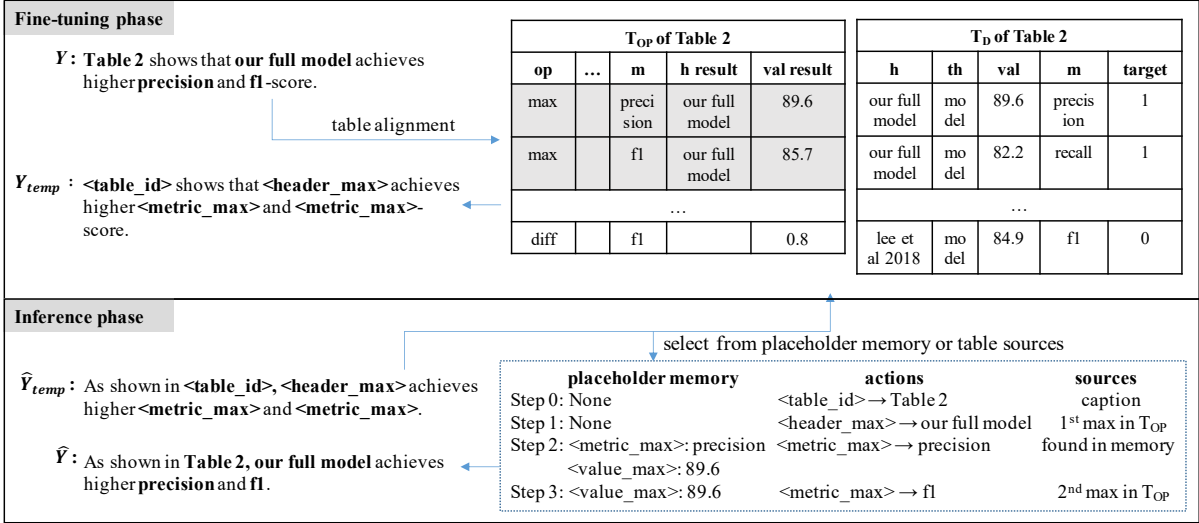 Fine-tuning phase
Y: Table 2 shows that our full model achieves
higher precision and f1-score.
table alignment
Y_temp : <table_id> shows that <header_max> achieves
higher <metric_max> and <metric_max>-
score.
T_OP of Table 2
op … m h result val result
max preci our full 89.6
sion model
max f1 our full 85.7
model
…
diff f1 0.8
T_D of Table 2
h th val m target
our full mo 89.6 precis 1
model del ion
our full mo 82.2 recall 1
model del
…
lee et mo 84.9 f1 0
al 2018 del
Inference phase
select from placeholder memory or table sources
Ŷ_temp : As shown in <table_id>, <header_max> achieves
higher <metric_max> and <metric_max>.
Ŷ : As shown in Table 2, our full model achieves
higher precision and f1.
placeholder memory actions sources
Step 0: None <table_id> → Table 2 caption
Step 1: None <header_max> → our full model 1st max in T_OP
Step 2: <metric_max>: precision <metric_max> → precision found in memory
<value_max>: 89.6
Step 3: <value_max>: 89.6 <metric_max> → f1 2nd max in T_OP